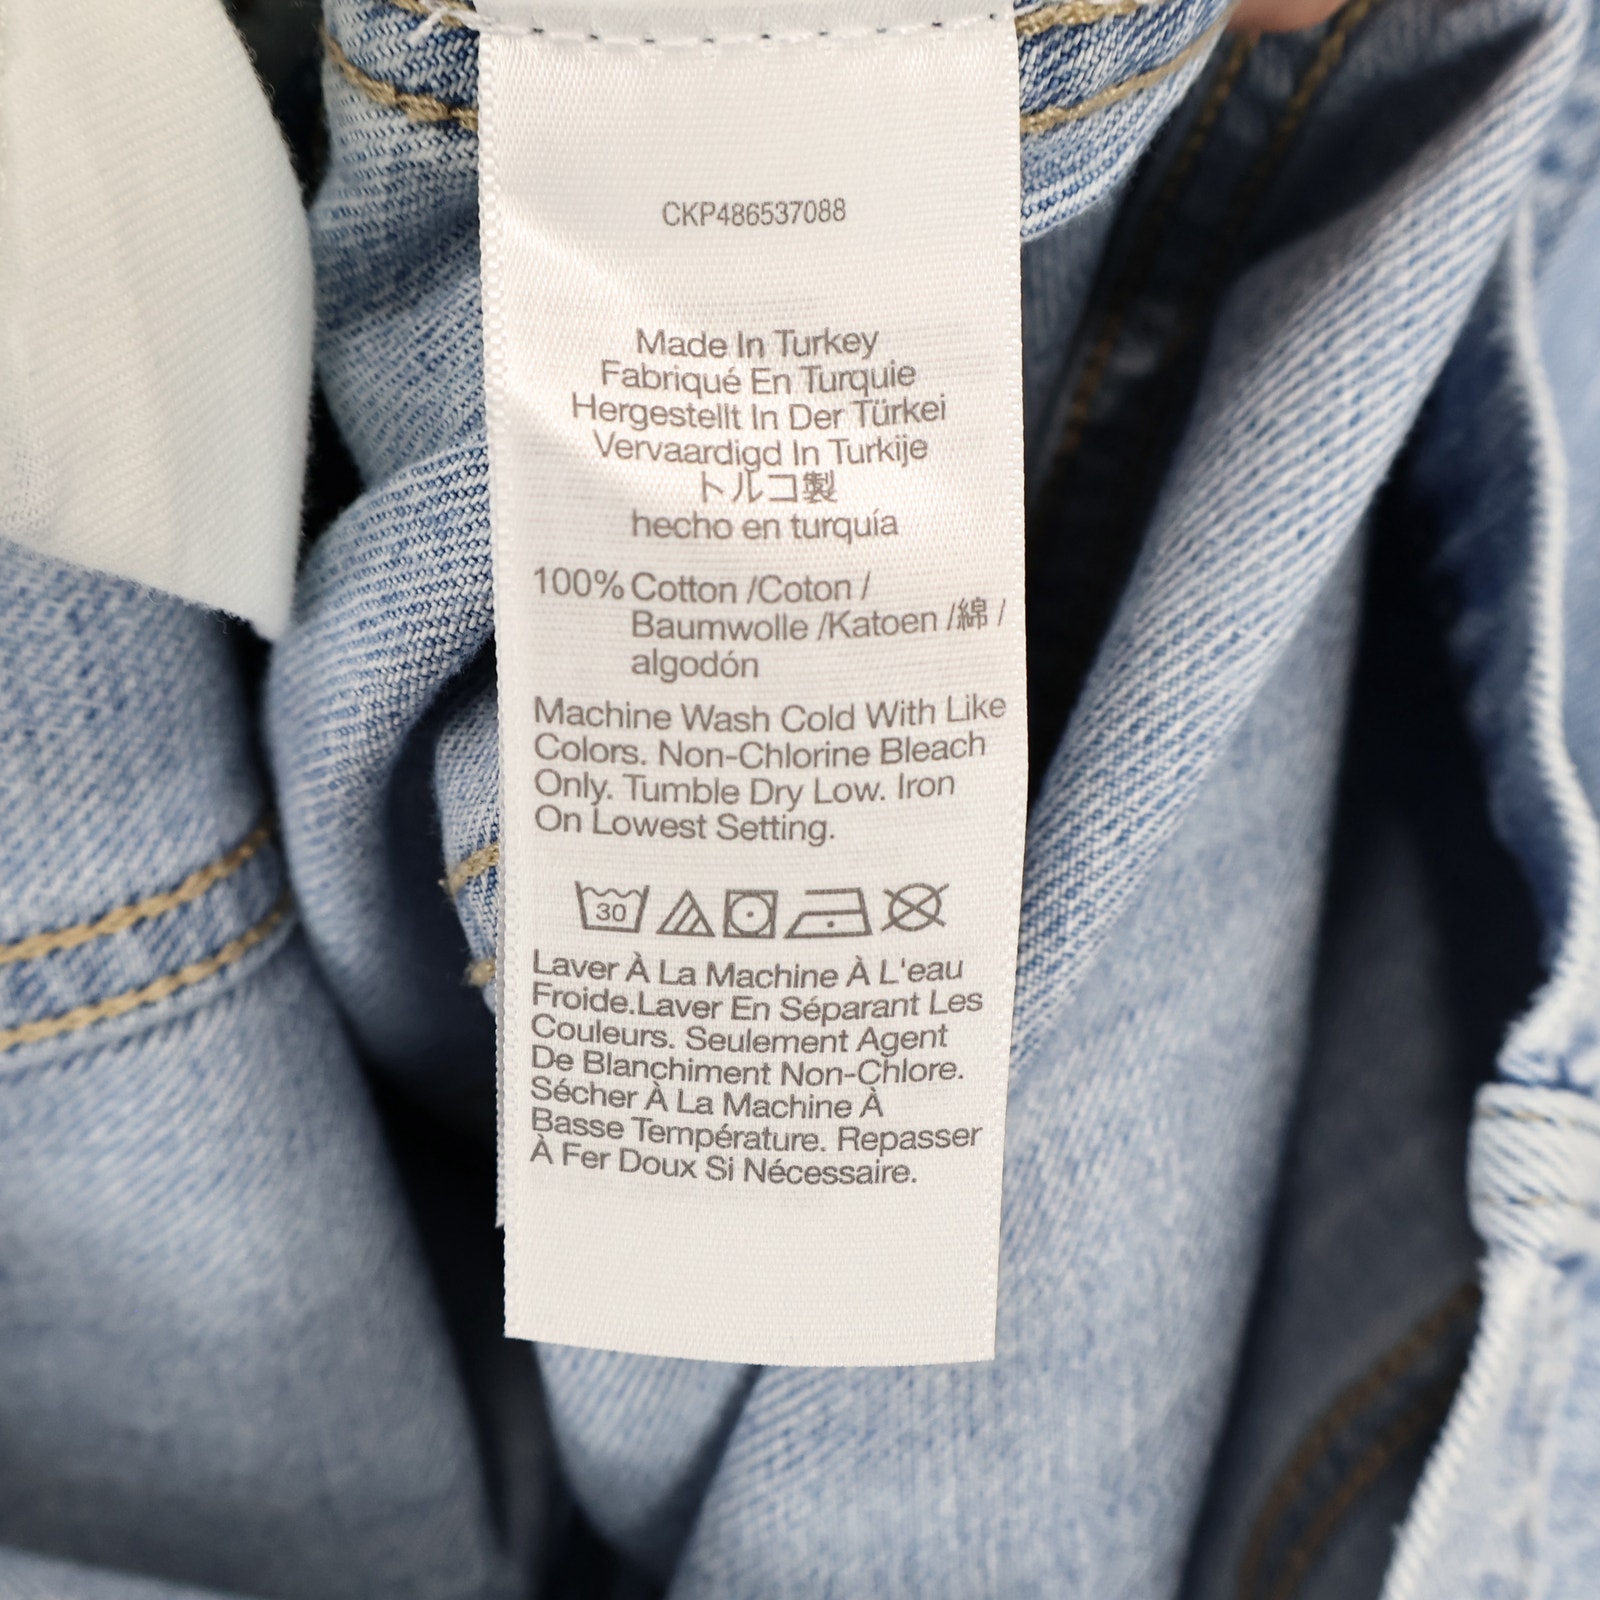 CKP486537088
Made In Turkey
Fabriqué En Turquie
Hergestellt In Der Türkei
Vervaardigd In Turkije
トルコ製
hecho en turquía
100% Cotton /Coton /
Baumwolle /Katoen /綿 /
algodón
Machine Wash Cold With Like
Colors. Non-Chlorine Bleach
Only. Tumble Dry Low. Iron
On Lowest Setting.
30
Laver À La Machine À L'eau
Froide.Laver En Séparant Les
Couleurs. Seulement Agent
De Blanchiment Non-Chlore.
Sécher À La Machine À
Basse Température. Repasser
À Fer Doux Si Nécessaire.